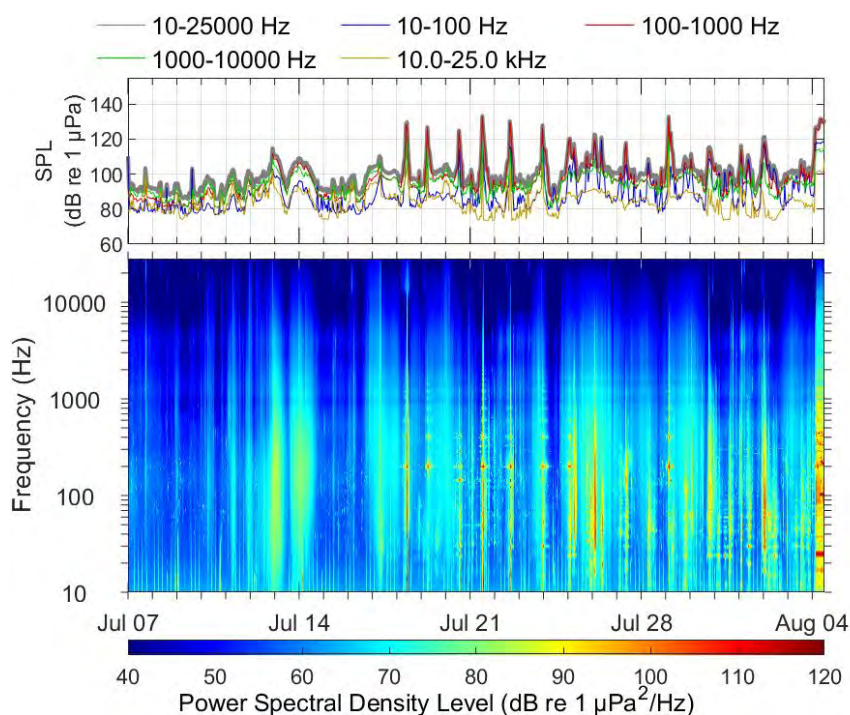 10-25000 Hz 10-100 Hz 100-1000 Hz
1000-10000 Hz 10.0-25.0 kHz
140
120
100
80
60
SPL
(dB re 1 µPa)
10000
1000
100
10
Frequency (Hz)
Jul 07 Jul 14 Jul 21 Jul 28 Aug 04
40 50 60 70 80 90 100 110 120
Power Spectral Density Level (dB re 1 µPa²/Hz)